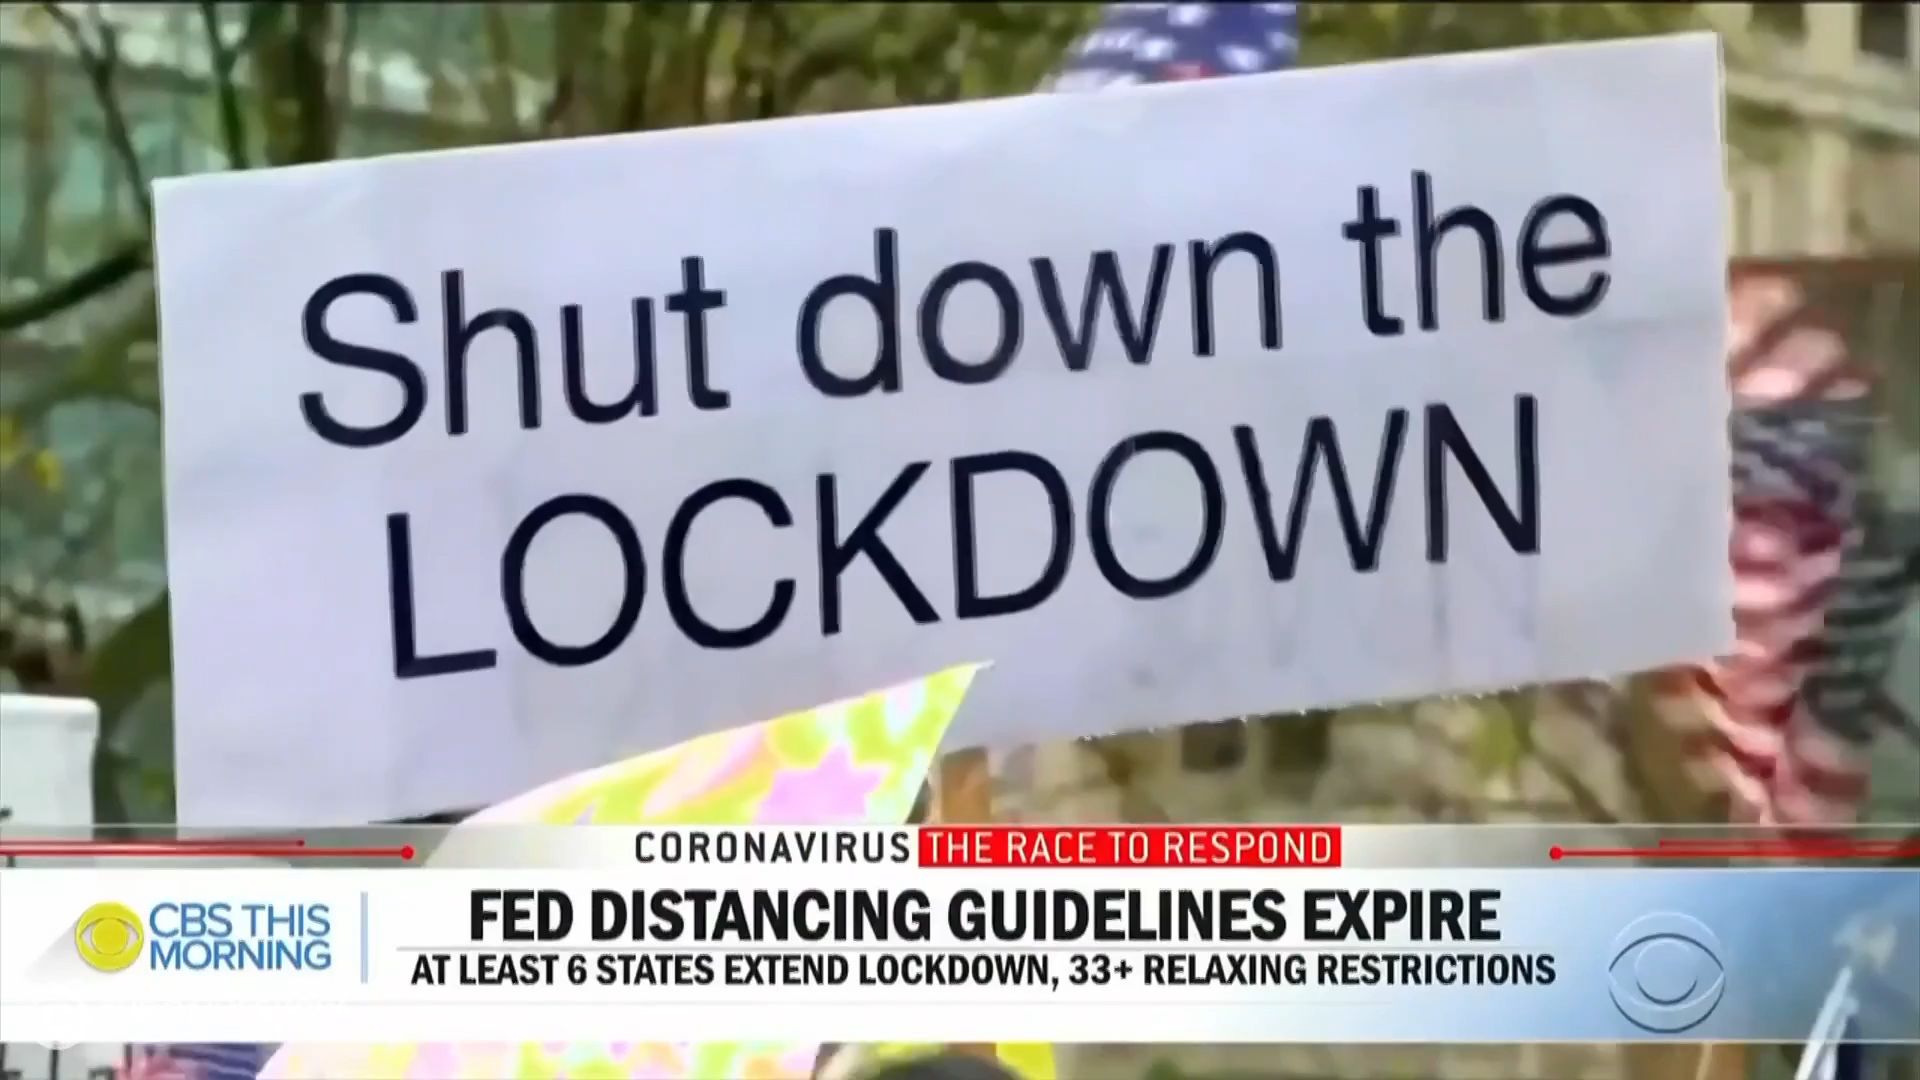 Shut down the
LOCKDOWN
CORONAVIRUS THE RACE TO RESPOND
CBS THIS
MORNING
FED DISTANCING GUIDELINES EXPIRE
AT LEAST 6 STATES EXTEND LOCKDOWN, 33+ RELAXING RESTRICTIONS